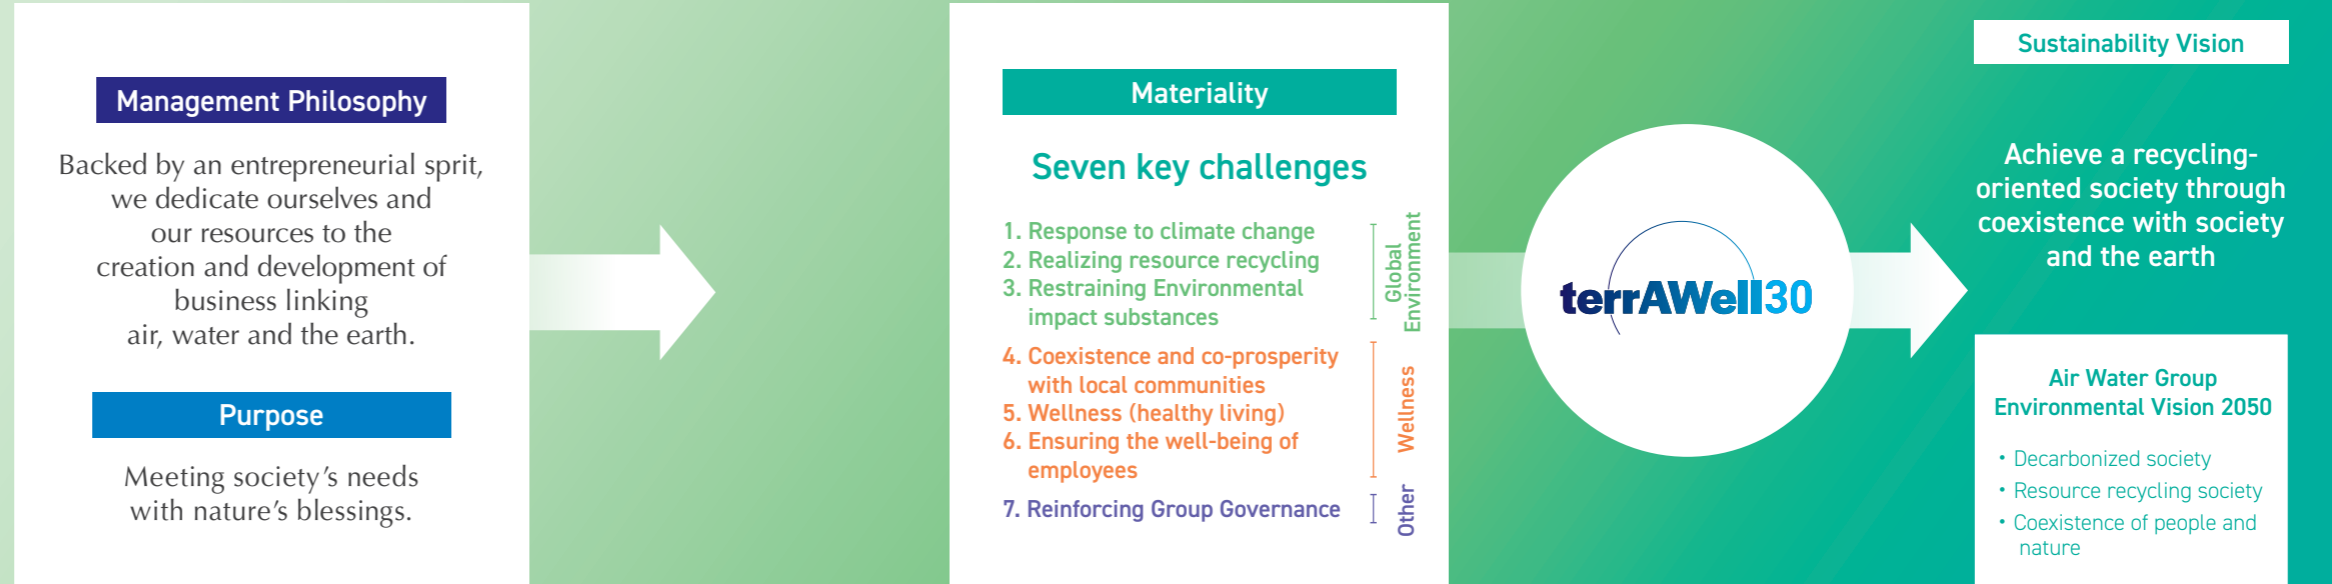 Management Philosophy
Backed by an entrepreneurial sprit,
we dedicate ourselves and
our resources to the
creation and development of
business linking
air, water and the earth.
Purpose
Meeting society's needs
with nature's blessings.
Materiality
Seven key challenges
1. Response to climate change
2. Realizing resource recycling
3. Restraining Environmental
impact substances
Global
Environment
4. Coexistence and co-prosperity
with local communities
5. Wellness (healthy living)
6. Ensuring the well-being of
employees
Wellness
7. Reinforcing Group Governance
Other
terrAWell30
Sustainability Vision
Achieve a recycling-
oriented society through
coexistence with society
and the earth
Air Water Group
Environmental Vision 2050
• Decarbonized society
• Resource recycling society
• Coexistence of people and
nature